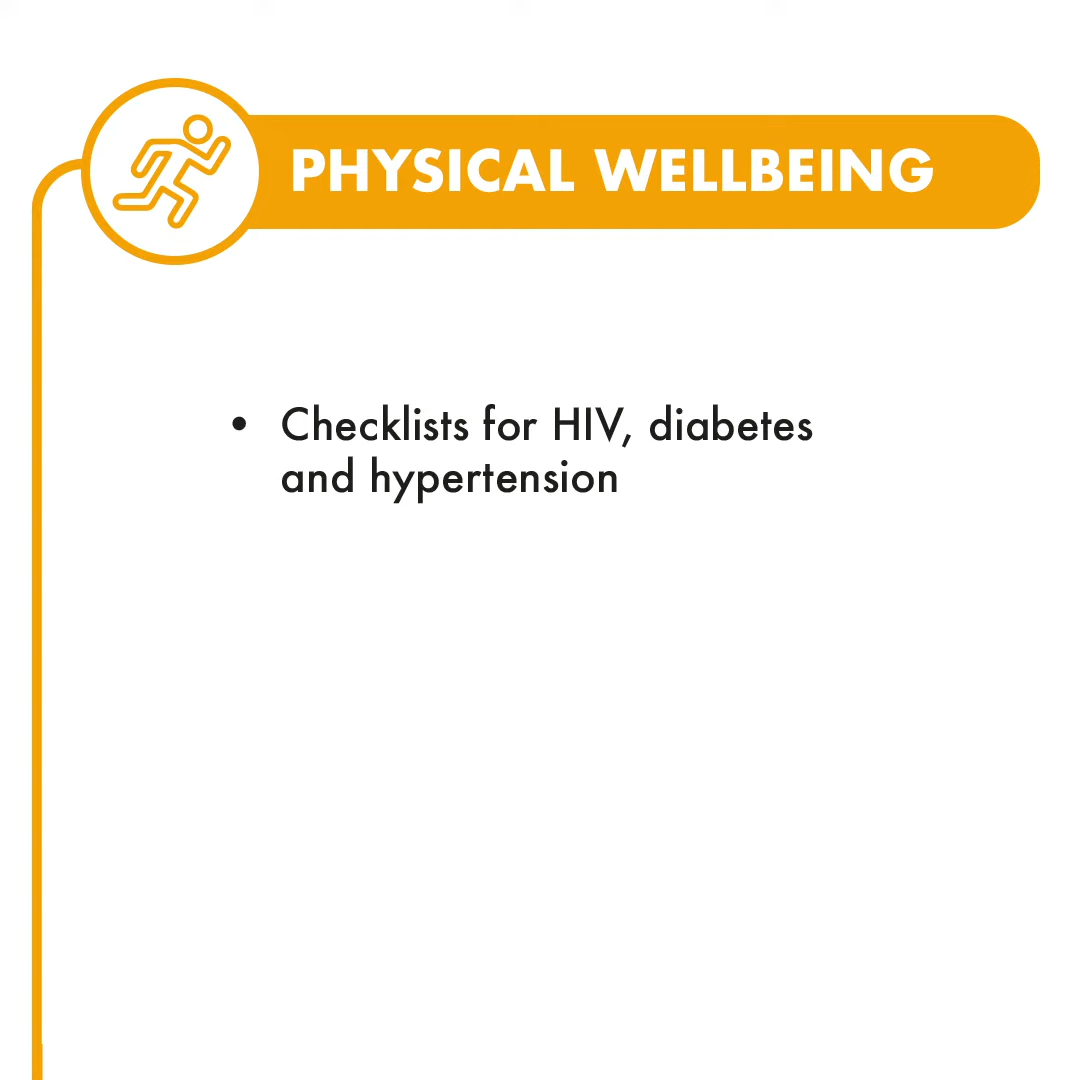 PHYSICAL WELLBEING
• Checklists for HIV, diabetes
and hypertension